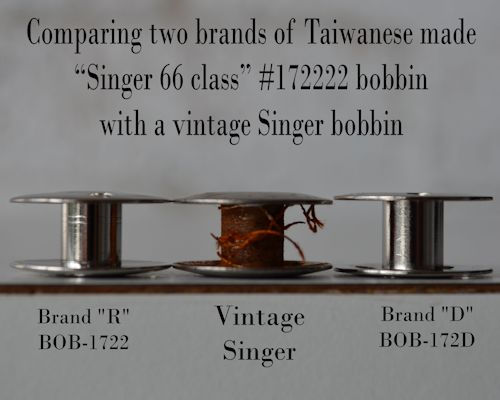 Comparing two brands of Taiwanese made
“Singer 66 class” #172222 bobbin
with a vintage Singer bobbin
Brand "R"
BOB-1722
Vintage
Singer
Brand "D"
BOB-172D